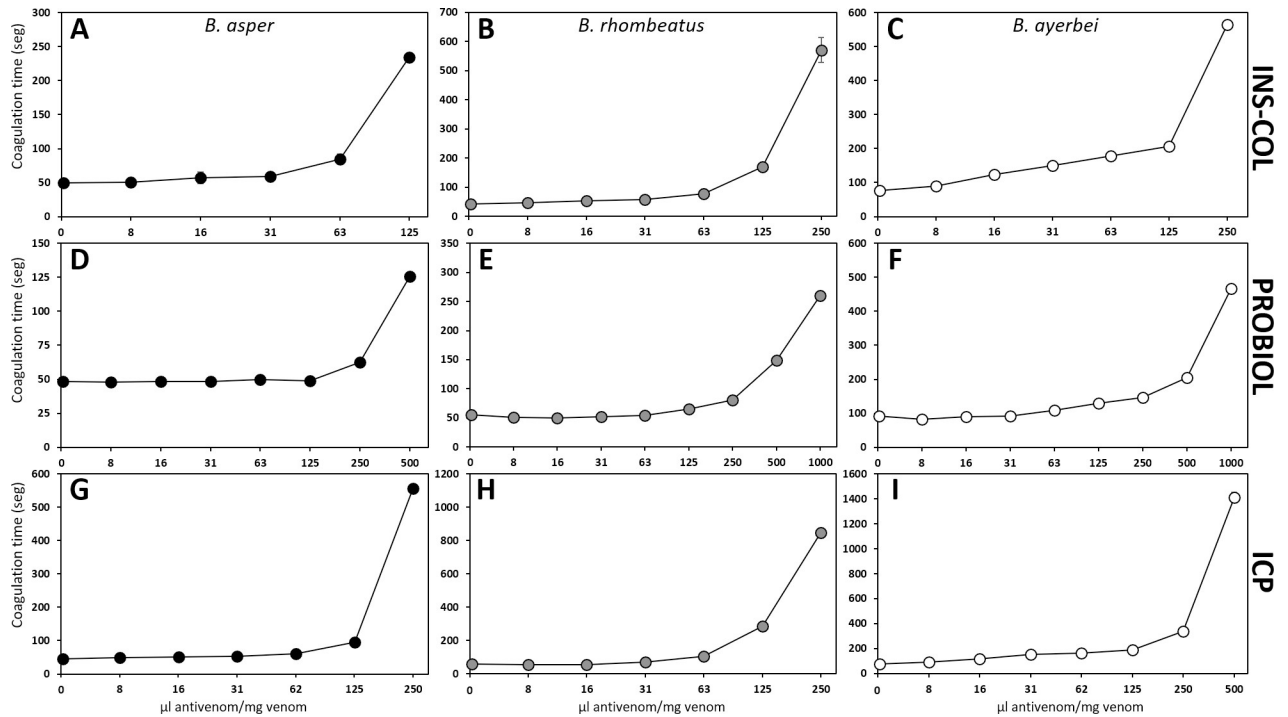 B. asper
B. rhombeatus
B. ayerbei
A
Coagulation time (seg)
300
250
200
150
100
50
0
0 8 16 31 63 125
B
700
600
500
400
300
200
100
0
0 8 16 31 63 125 250
C
600
500
400
300
200
100
0
0 8 16 31 63 125 250
INS-COL
D
Coagulation time (seg)
150
125
100
75
50
25
0
0 8 16 31 63 125 250 500
E
350
300
250
200
150
100
50
0
0 8 16 31 63 125 250 500 1000
F
600
500
400
300
200
100
0
0 8 16 31 63 125 250 500 1000
PROBIOL
G
Coagulation time (seg)
600
500
400
300
200
100
0
0 8 16 31 62 125 250
µl antivenom/mg venom
H
1200
1000
800
600
400
200
0
0 8 16 31 63 125 250
µl antivenom/mg venom
I
1600
1400
1200
1000
800
600
400
200
0
0 8 16 31 62 125 250 500
µl antivenom/mg venom
ICP